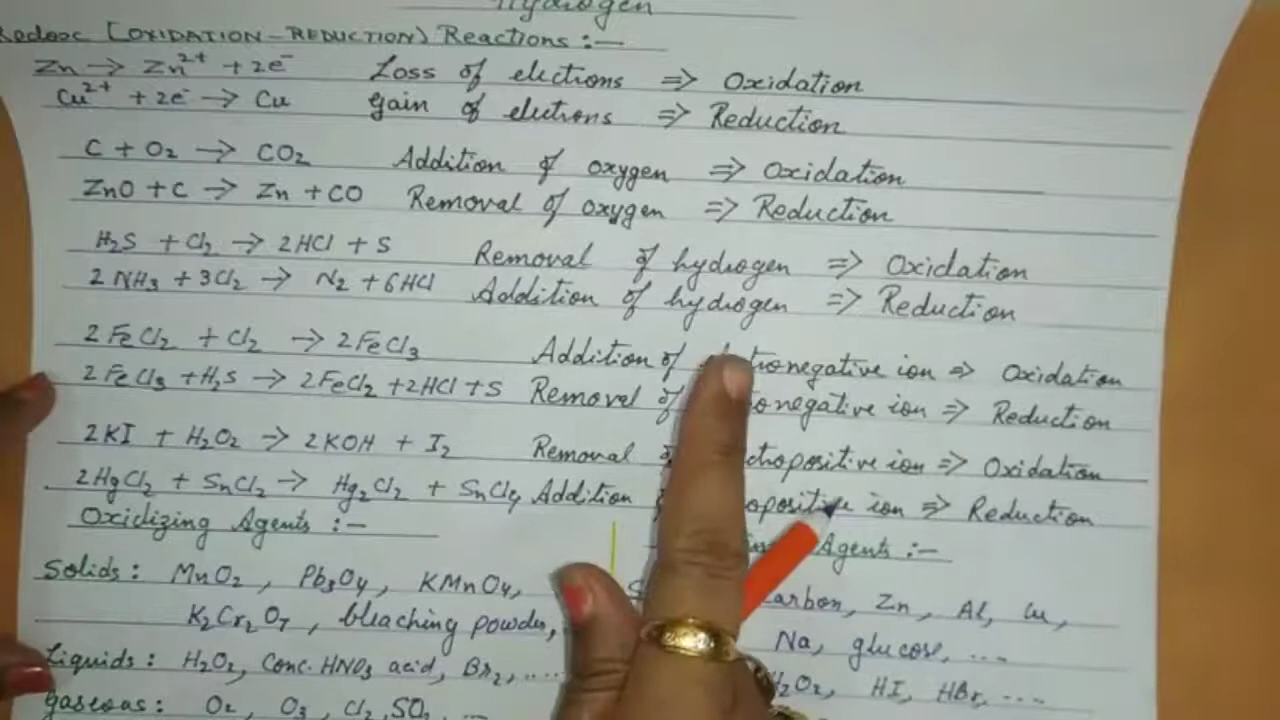 Hydrogen
Redox [OXIDATION-REDUCTION) Reactions :-
Zn → Zn²⁺ + 2e⁻ Loss of electrons ⇒ Oxidation
Cu²⁺ + 2e⁻ → Cu gain of electrons ⇒ Reduction
C + O₂ → CO₂ Addition of oxygen ⇒ Oxidation
ZnO + C → Zn + CO Removal of oxygen ⇒ Reduction
H₂S + Cl₂ → 2HCl + S Removal of hydrogen ⇒ Oxidation
2NH₃ + 3Cl₂ → N₂ + 6HCl Addition of hydrogen ⇒ Reduction
2FeCl₂ + Cl₂ → 2FeCl₃ Addition of tronegative ion ⇒ Oxidation
2FeCl₃ + H₂S → 2FeCl₂ + 2HCl + S Removal of onegative ion ⇒ Reduction
2KI + H₂O₂ → 2KOH + I₂ Removal ctropositive ion ⇒ Oxidation
2HgCl₂ + SnCl₂ → Hg₂Cl₂ + SnCl₄ Addition opositive ion ⇒ Reduction
Oxidizing Agents :- Agents :-
Solids: MnO₂, Pb₃O₄, KMnO₄, Carbon, Zn, Al, Cu,
K₂Cr₂O₇, bleaching powder, Na, glucose, ....
Liquids: H₂O₂, Conc. HNO₃ acid, Br₂, .... H₂O₂, HI, HBr, ....
gaseous: O₂, O₃, Cl₂, SO₂, ...